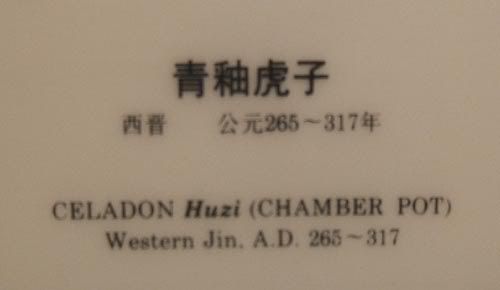 青釉虎子
西晋 公元265～317年
CELADON Huzi (CHAMBER POT)
Western Jin, A.D. 265～317